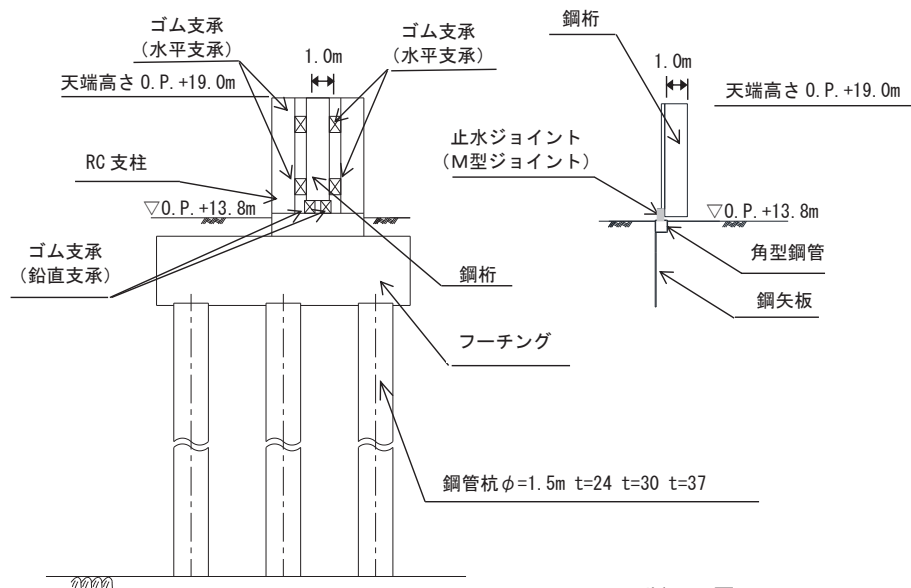 ゴム支承
（水平支承）
1.0m
ゴム支承
（水平支承）
天端高さ O.P.+19.0m
RC 支柱
▽O.P.+13.8m
ゴム支承
（鉛直支承）
鋼桁
フーチング
鋼管杭φ=1.5m t=24 t=30 t=37
鋼桁
1.0m
天端高さ O.P.+19.0m
止水ジョイント
（M型ジョイント）
▽O.P.+13.8m
角型鋼管
鋼矢板